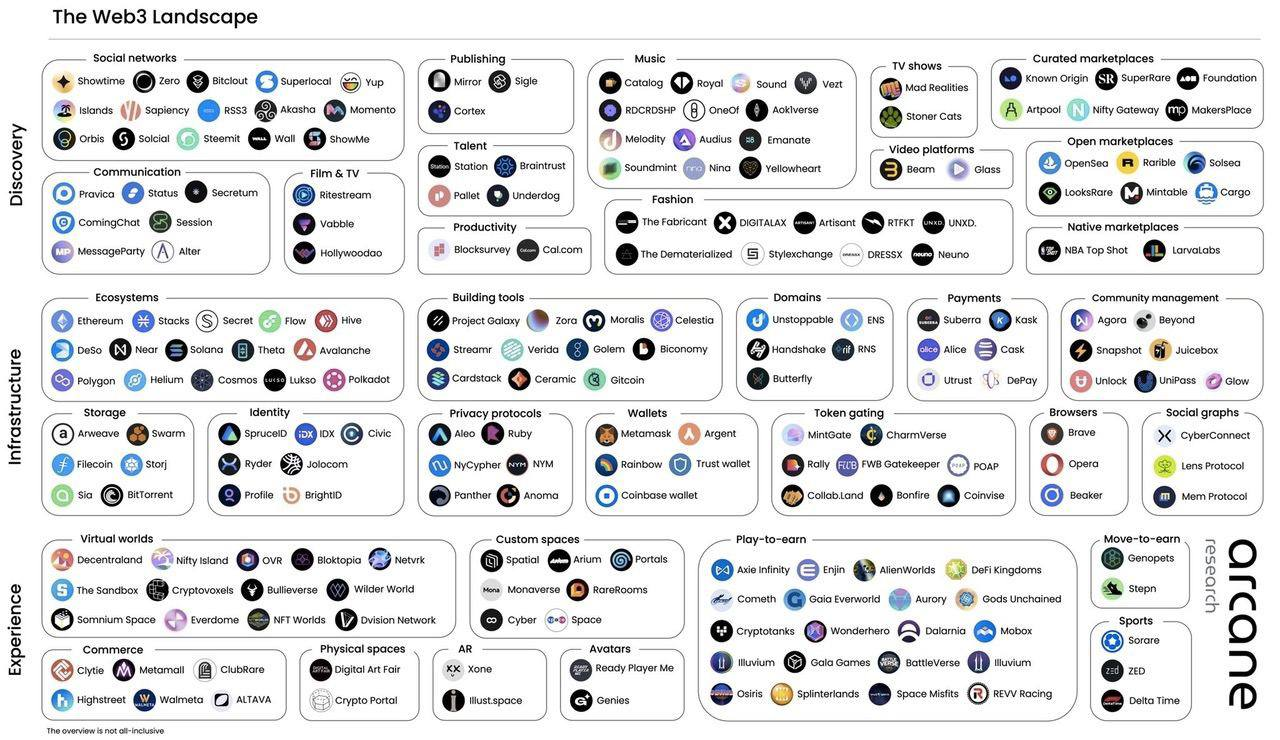 The Web3 Landscape
Discovery
Social networks
Showtime Zero Bitclout Superlocal Yup
Islands Sapiency RSS3 Akasha Momento
Orbis Solcial Steemit Wall ShowMe
Publishing
Mirror Sigle
Cortex
Music
Catalog Royal Sound Vezt
RDCRDSHP OneOf Aok1verse
Melodity Audius Emanate
Soundmint Nina Yellowheart
TV shows
Mad Realities
Stoner Cats
Curated marketplaces
Known Origin SuperRare Foundation
Artpool Nifty Gateway MakersPlace
Communication
Pravica Status Secretum
ComingChat Session
MessageParty Alter
Film & TV
Ritestream
Vabble
Hollywoodao
Talent
Station Braintrust
Pallet Underdog
Productivity
Blocksurvey Cal.com
Video platforms
Beam Glass
Open marketplaces
OpenSea Rarible Solsea
LooksRare Mintable Cargo
Fashion
The Fabricant DIGITALAX Artisant RTFKT UNXD.
The Dematerialized Stylexchange DRESSX Neuno
Native marketplaces
NBA Top Shot LarvaLabs
Infrastructure
Ecosystems
Ethereum Stacks Secret Flow Hive
DeSo Near Solana Theta Avalanche
Polygon Helium Cosmos Lukso Polkadot
Building tools
Project Galaxy Zora Moralis Celestia
Streamr Verida Golem Biconomy
Cardstack Ceramic Gitcoin
Domains
Unstoppable ENS
Handshake RNS
Butterfly
Payments
Suberra Kask
Alice Cask
Utrust DePay
Community management
Agora Beyond
Snapshot Juicebox
Unlock UniPass Glow
Storage
Arweave Swarm
Filecoin Storj
Sia BitTorrent
Identity
SpruceID IDX Civic
Ryder Jolocom
Profile BrightID
Privacy protocols
Aleo Ruby
NyCypher NYM
Panther Anoma
Wallets
Metamask Argent
Rainbow Trust wallet
Coinbase wallet
Token gating
MintGate CharmVerse
Rally FWB Gatekeeper POAP
Collab.Land Bonfire Coinvise
Browsers
Brave
Opera
Beaker
Social graphs
CyberConnect
Lens Protocol
Mem Protocol
Experience
Virtual worlds
Decentraland Nifty Island OVR Bloktopia Netvrk
The Sandbox Cryptovoxels Bullieverse Wilder World
Somnium Space Everdome NFT Worlds Dvision Network
Custom spaces
Spatial Arium Portals
Monaverse RareRooms
Cyber Space
Play-to-earn
Axie Infinity Enjin AlienWorlds DeFi Kingdoms
Cometh Gaia Everworld Aurory Gods Unchained
Cryptotanks Wonderhero Dalarnia Mobox
Illuvium Gala Games BattleVerse Illuvium
Osiris Splinterlands Space Misfits REVV Racing
Move-to-earn
Genopets
Stepn
Commerce
Clytie Metamall ClubRare
Highstreet Walmeta ALTAVA
Physical spaces
Digital Art Fair
Crypto Portal
AR
Xone
Illust.space
Avatars
Ready Player Me
Genies
Sports
Sorare
ZED
Delta Time
arcane
research
The overview is not all-inclusive